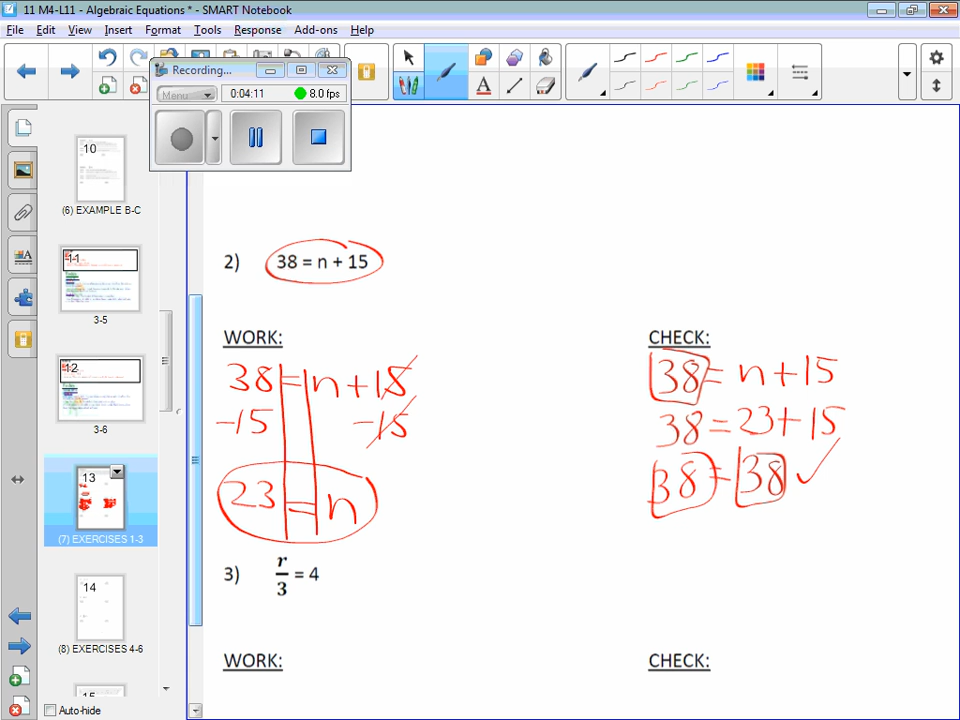 11 M4-L11 - Algebraic Equations * - SMART Notebook
File Edit View Insert Format Tools Response Add-ons Help
Recording...
Menu 0:04:11 8.0 fps
10
(6) EXAMPLE B-C
11
3-5
12
3-6
13
(7) EXERCISES 1-3
14
(8) EXERCISES 4-6
15
Auto-hide
2) 38 = n + 15
WORK:
38 = n + 15
-15 -15
23 = n
CHECK:
38 = n + 15
38 = 23 + 15
38 = 38 ✓
3) r/3 = 4
WORK:
CHECK: